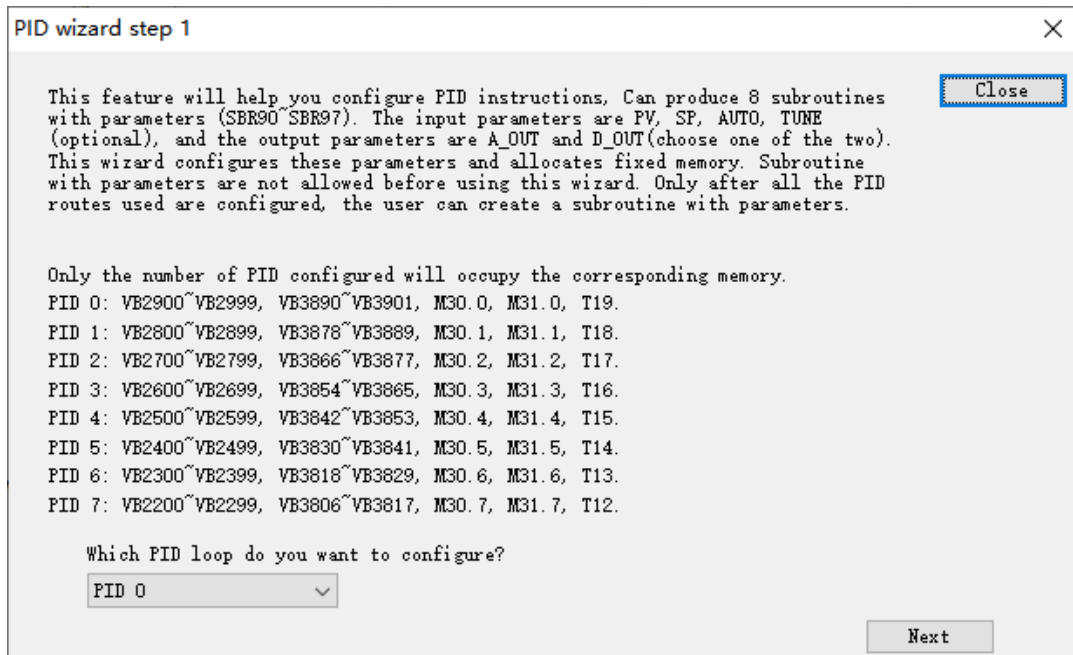 PID wizard step 1
Close
This feature will help you configure PID instructions, Can produce 8 subroutines
with parameters (SBR90~SBR97). The input parameters are PV, SP, AUTO, TUNE
(optional), and the output parameters are A_OUT and D_OUT(choose one of the two).
This wizard configures these parameters and allocates fixed memory. Subroutine
with parameters are not allowed before using this wizard. Only after all the PID
routes used are configured, the user can create a subroutine with parameters.
Only the number of PID configured will occupy the corresponding memory.
PID 0: VB2900~VB2999, VB3890~VB3901, M30.0, M31.0, T19.
PID 1: VB2800~VB2899, VB3878~VB3889, M30.1, M31.1, T18.
PID 2: VB2700~VB2799, VB3866~VB3877, M30.2, M31.2, T17.
PID 3: VB2600~VB2699, VB3854~VB3865, M30.3, M31.3, T16.
PID 4: VB2500~VB2599, VB3842~VB3853, M30.4, M31.4, T15.
PID 5: VB2400~VB2499, VB3830~VB3841, M30.5, M31.5, T14.
PID 6: VB2300~VB2399, VB3818~VB3829, M30.6, M31.6, T13.
PID 7: VB2200~VB2299, VB3806~VB3817, M30.7, M31.7, T12.
Which PID loop do you want to configure?
PID 0
Next